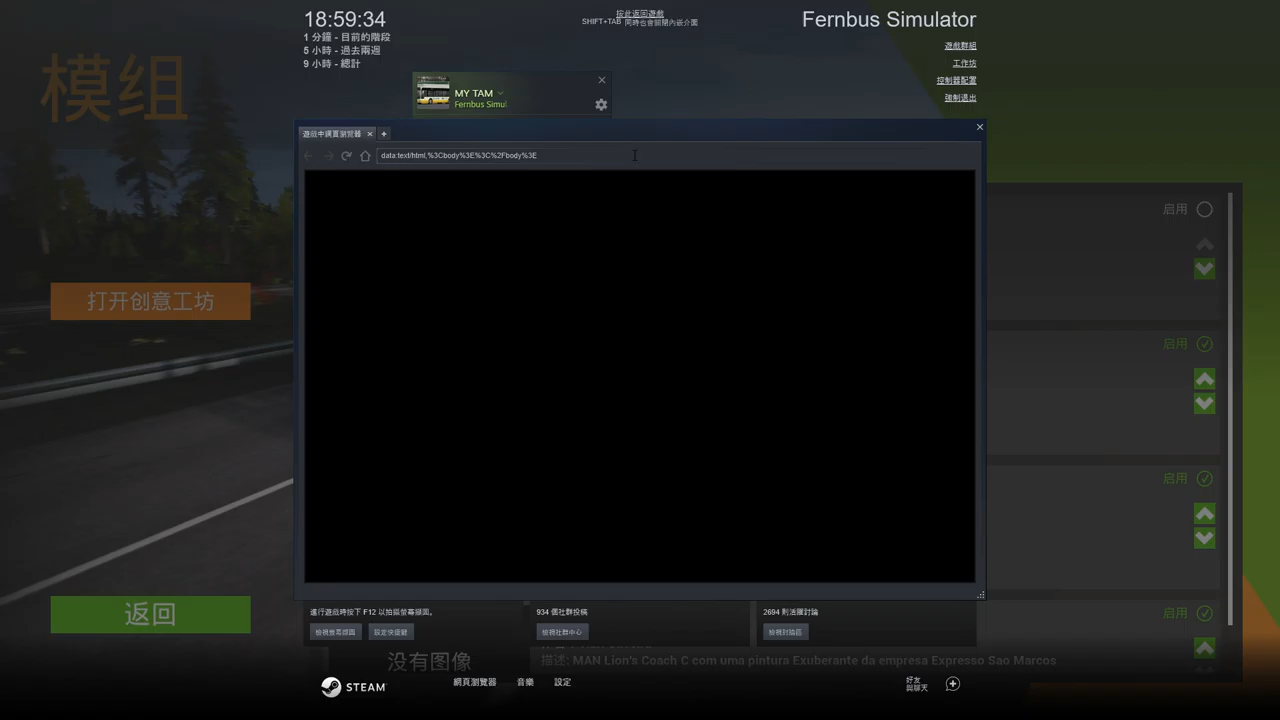 18:59:34
1 分鐘 - 目前的階段
5 小時 - 過去兩週
9 小時 - 總計
按此返回遊戲
SHIFT+TAB 同時也會關閉內嵌介面
Fernbus Simulator
遊戲群組
工作坊
控制器配置
強制退出
模组
MY TAM
Fernbus Simul
遊戲中網頁瀏覽器
data:text/html,%3Cbody%3E%3C%2Fbody%3E
启用
启用
启用
启用
打开创意工坊
返回
進行遊戲時按下 F12 以拍攝螢幕擷圖。
檢視螢幕擷圖
設定快捷鍵
934 個社群投稿
檢視社群中心
2694 則活躍討論
檢視討論區
没有图像
描述: MAN Lion's Coach C com uma pintura Exuberante da empresa Expresso Sao Marcos
STEAM
網頁瀏覽器
音樂
設定
好友
與聊天